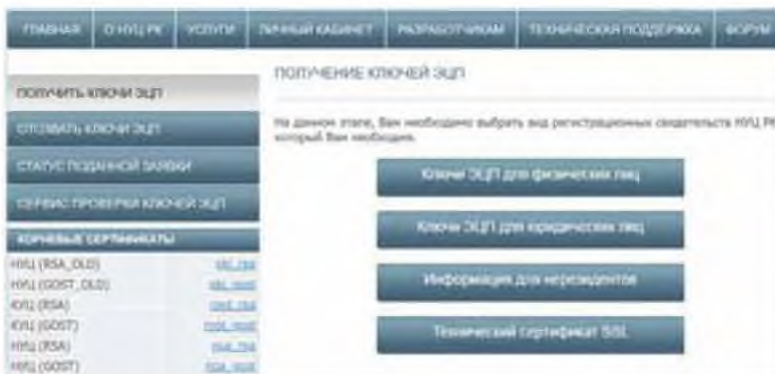 ГЛАВНАЯ О НУЦ РК УСЛУГИ ЛИЧНЫЙ КАБИНЕТ РАЗРАБОТЧИКАМ ТЕХНИЧЕСКАЯ ПОДДЕРЖКА ФОРУМ
ПОЛУЧИТЬ КЛЮЧИ ЭЦП
ОТОЗВАТЬ КЛЮЧИ ЭЦП
СТАТУС ПОДАННОЙ ЗАЯВКИ
СЕРВИС ПРОВЕРКИ КЛЮЧЕЙ ЭЦП
КОРНЕВЫЕ СЕРТИФИКАТЫ
НУЦ (RSA_OLD)
НУЦ (GOST_OLD)
КУЦ (RSA)
КУЦ (GOST)
НУЦ (RSA)
НУЦ (GOST)
ПОЛУЧЕНИЕ КЛЮЧЕЙ ЭЦП
На данном этапе, Вам необходимо выбрать вид регистрационных свидетельств НУЦ РК
который Вам необходим.
Ключи ЭЦП для физических лиц
Ключи ЭЦП для юридических лиц
Информация для нерезидентов
Технический сертификат SSL